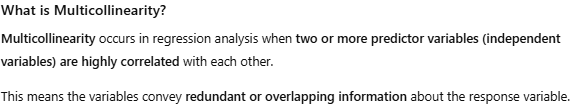 What is Multicollinearity?
Multicollinearity occurs in regression analysis when two or more predictor variables (independent
variables) are highly correlated with each other.
This means the variables convey redundant or overlapping information about the response variable.